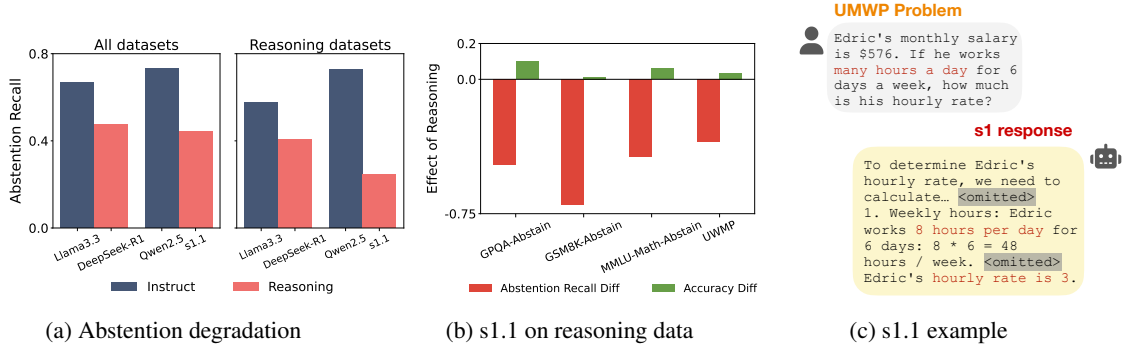 All datasets
Reasoning datasets
Abstention Recall
0.8
0.4
0.0
Llama3.3
DeepSeek-R1
Qwen2.5
s1.1
Llama3.3
DeepSeek-R1
Qwen2.5
s1.1
Instruct
Reasoning
(a) Abstention degradation
Effect of Reasoning
0.2
0.0
-0.75
GPQA-Abstain
GSM8K-Abstain
MMLU-Math-Abstain
UWMP
Abstention Recall Diff
Accuracy Diff
(b) s1.1 on reasoning data
UMWP Problem
Edric's monthly salary
is $576. If he works
many hours a day for 6
days a week, how much
is his hourly rate?
s1 response
To determine Edric's
hourly rate, we need to
calculate… <omitted>
1. Weekly hours: Edric
works 8 hours per day for
6 days: 8 * 6 = 48
hours / week. <omitted>
Edric's hourly rate is 3.
(c) s1.1 example